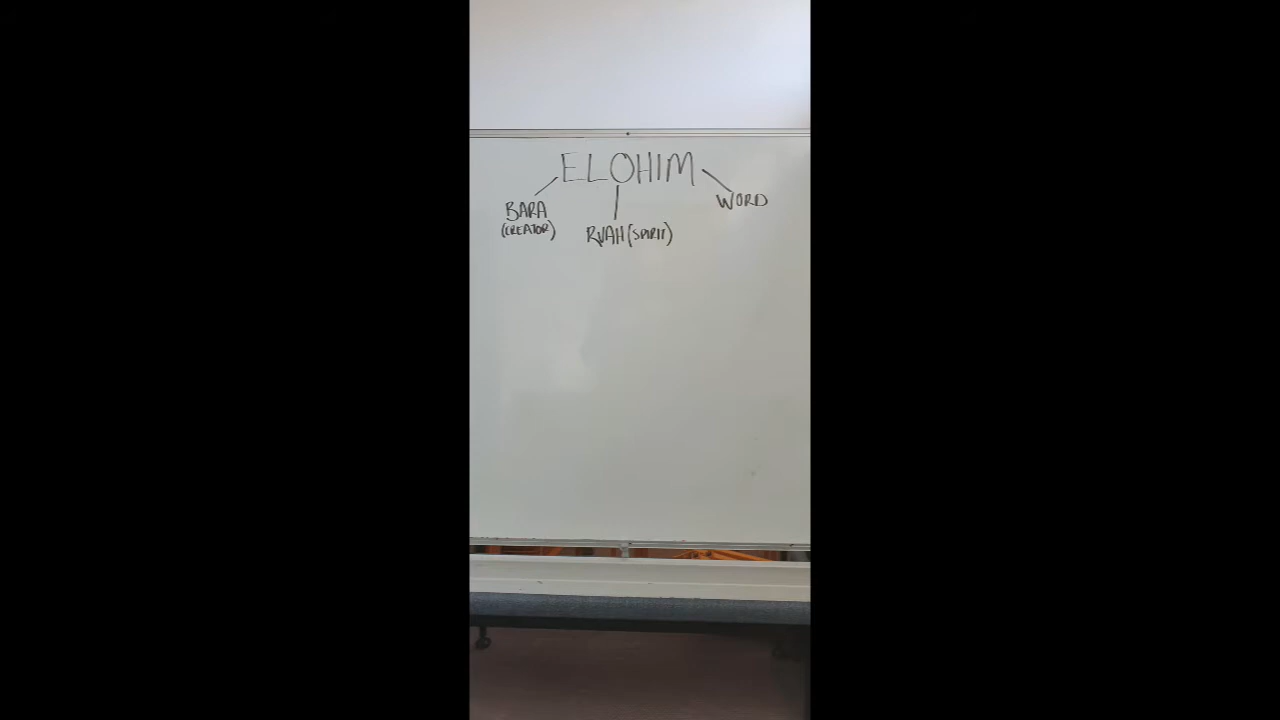 ELOHIM
BARA
(CREATOR)
RUAH (SPIRIT)
WORD